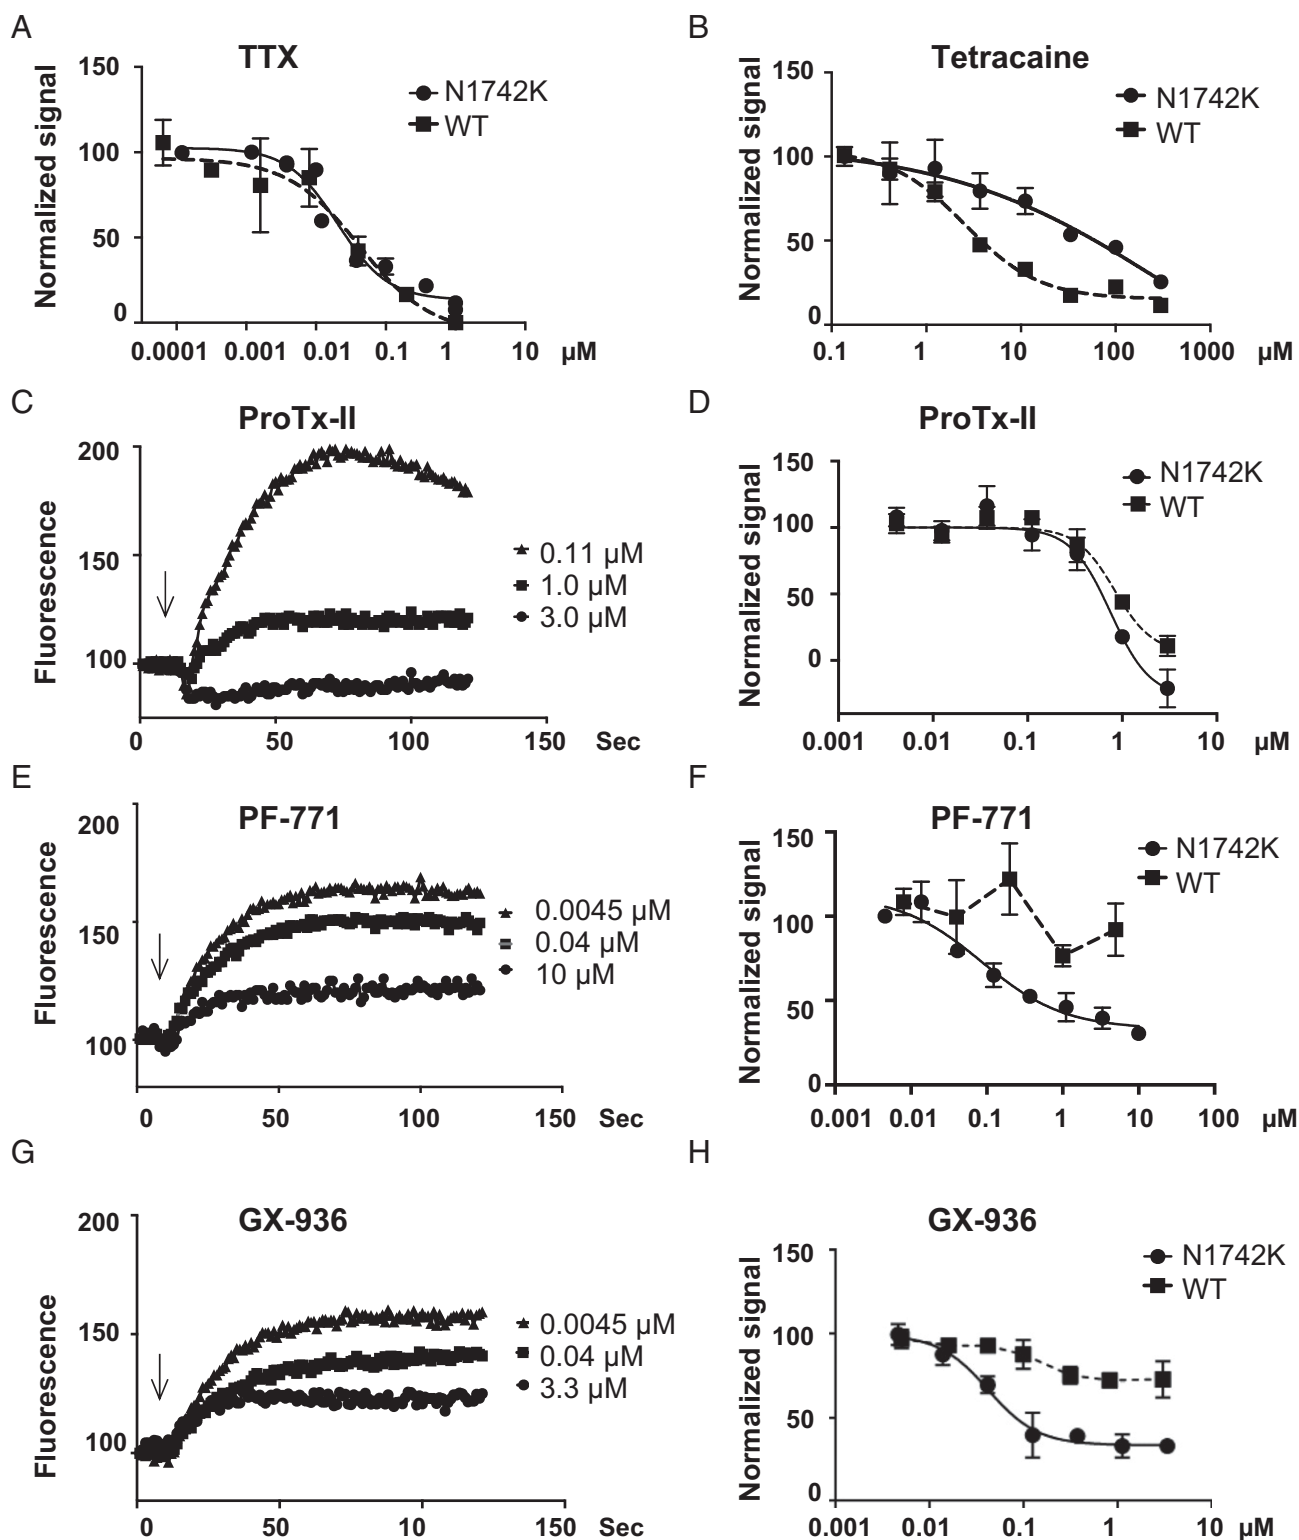 A
TTX
Normalized signal
150
100
50
0
N1742K
WT
0.0001 0.001 0.01 0.1 1 10 µM
B
Tetracaine
Normalized signal
150
100
50
0
N1742K
WT
0.1 1 10 100 1000 µM
C
ProTx-II
Fluorescence
200
150
100
0.11 µM
1.0 µM
3.0 µM
0 50 100 150 Sec
D
ProTx-II
Normalized signal
150
100
50
0
N1742K
WT
0.001 0.01 0.1 1 10 µM
E
PF-771
Fluorescence
200
150
100
0.0045 µM
0.04 µM
10 µM
0 50 100 150 Sec
F
PF-771
Normalized signal
150
100
50
0
N1742K
WT
0.001 0.01 0.1 1 10 100 µM
G
GX-936
Fluorescence
200
150
100
0.0045 µM
0.04 µM
3.3 µM
0 50 10 150 Sec
H
GX-936
Normalized signal
150
100
50
0
N1742K
WT
0.001 0.01 0.1 1 10 µM